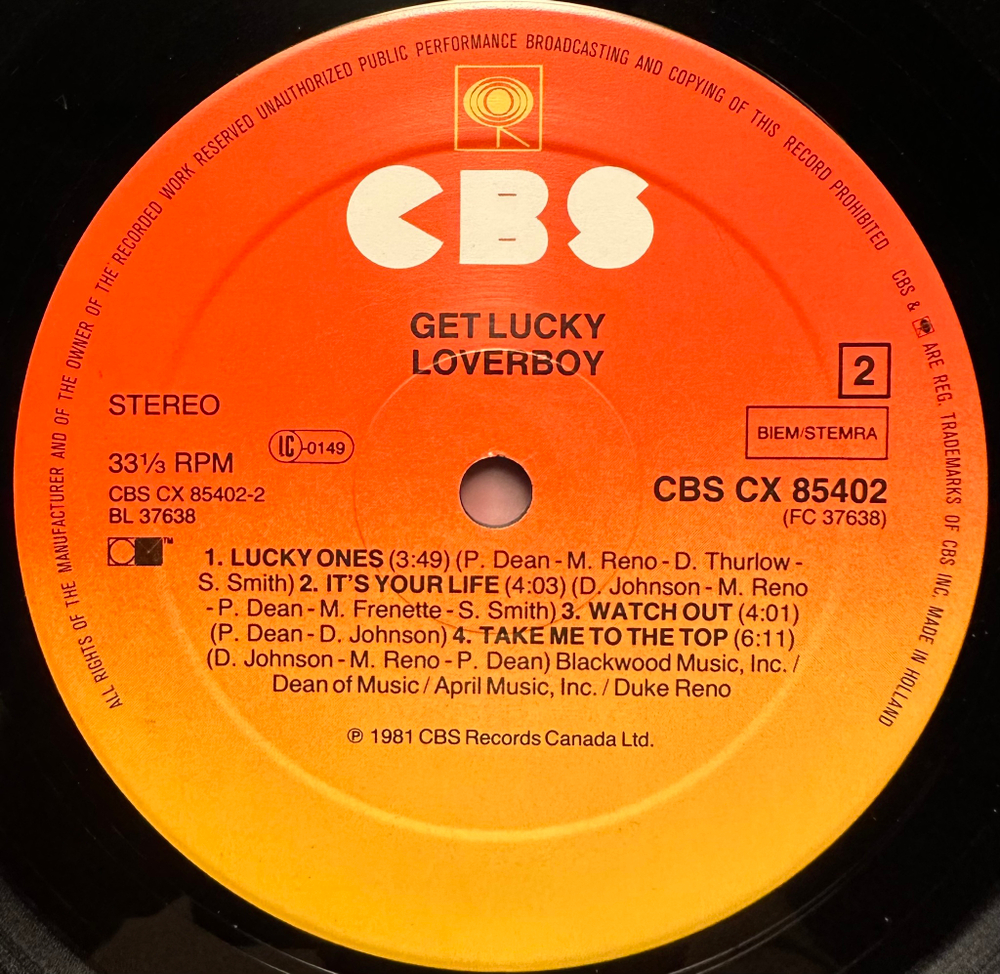 ALL RIGHTS OF THE MANUFACTURER AND OF THE OWNER OF THE RECORDED WORK RESERVED UNAUTHORIZED PUBLIC PERFORMANCE BROADCASTING AND COPYING OF THIS RECORD PROHIBITED CBS & ARE REG. TRADEMARKS OF CBS INC. MADE IN HOLLAND
CBS
GET LUCKY
LOVERBOY
2
STEREO
BIEM/STEMRA
LC-0149
33⅓ RPM
CBS CX 85402
CBS CX 85402-2
(FC 37638)
BL 37638
TM
1. LUCKY ONES (3:49) (P. Dean - M. Reno - D. Thurlow -
S. Smith) 2. IT'S YOUR LIFE (4:03) (D. Johnson - M. Reno
- P. Dean - M. Frenette - S. Smith) 3. WATCH OUT (4:01)
(P. Dean - D. Johnson) 4. TAKE ME TO THE TOP (6:11)
(D. Johnson - M. Reno - P. Dean) Blackwood Music, Inc. /
Dean of Music / April Music, Inc. / Duke Reno
℗ 1981 CBS Records Canada Ltd.